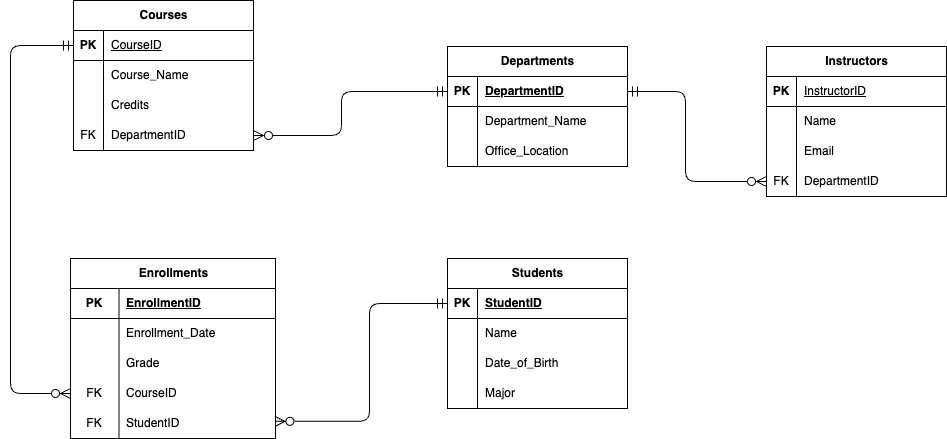 Courses
PK CourseID
Course_Name
Credits
FK DepartmentID
Departments
PK DepartmentID
Department_Name
Office_Location
Instructors
PK InstructorID
Name
Email
FK DepartmentID
Enrollments
PK EnrollmentID
Enrollment_Date
Grade
FK CourseID
FK StudentID
Students
PK StudentID
Name
Date_of_Birth
Major